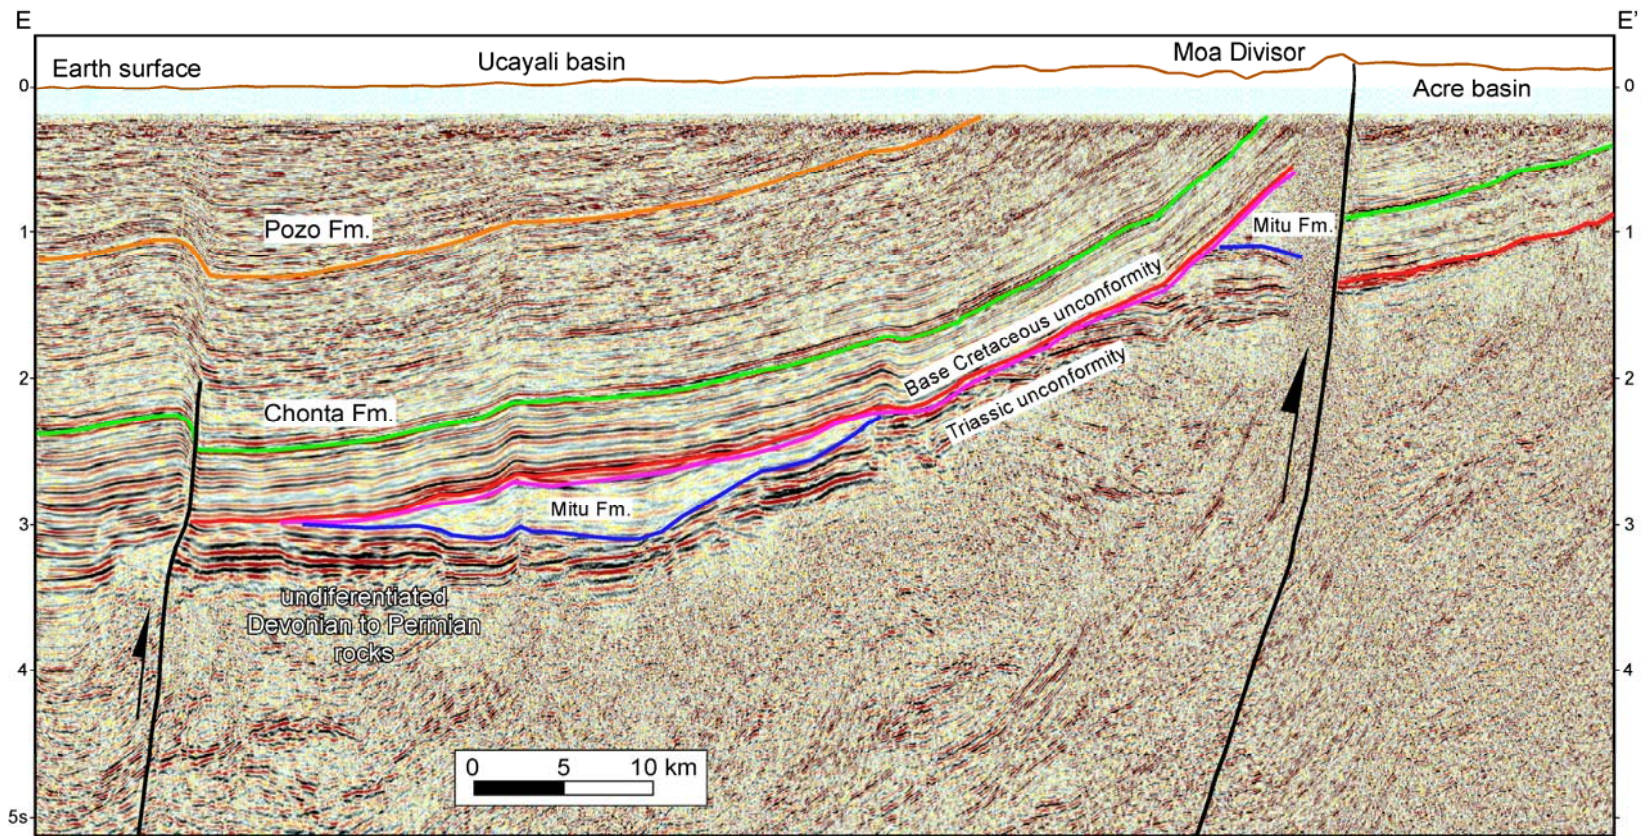 E
E'
Earth surface
Ucayali basin
Moa Divisor
Acre basin
0
0
Pozo Fm.
Mitu Fm.
1
1
Base Cretaceous unconformity
Triassic unconformity
2
2
Chonta Fm.
Mitu Fm.
3
3
undiferentiated
Devonian to Permian
rocks
4
4
0 5 10 km
5s